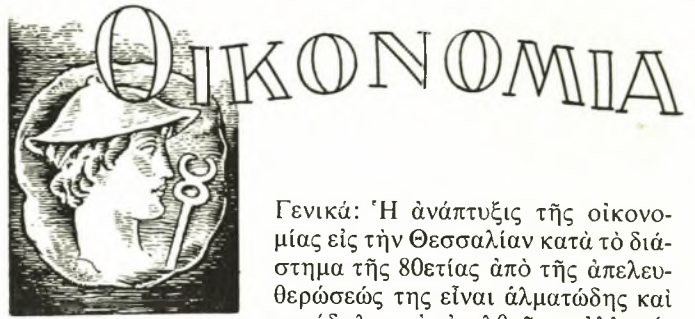 ΟΙΚΟΝΟΜΙΑ
Γενικά: Ἡ ἀνάπτυξις τῆς οἰκονο-
μίας εἰς τὴν Θεσσαλίαν κατὰ τὸ διά-
στημα τῆς 80ετίας ἀπὸ τῆς ἀπελευ-
θερώσεώς της εἶναι ἁλματώδης καὶ